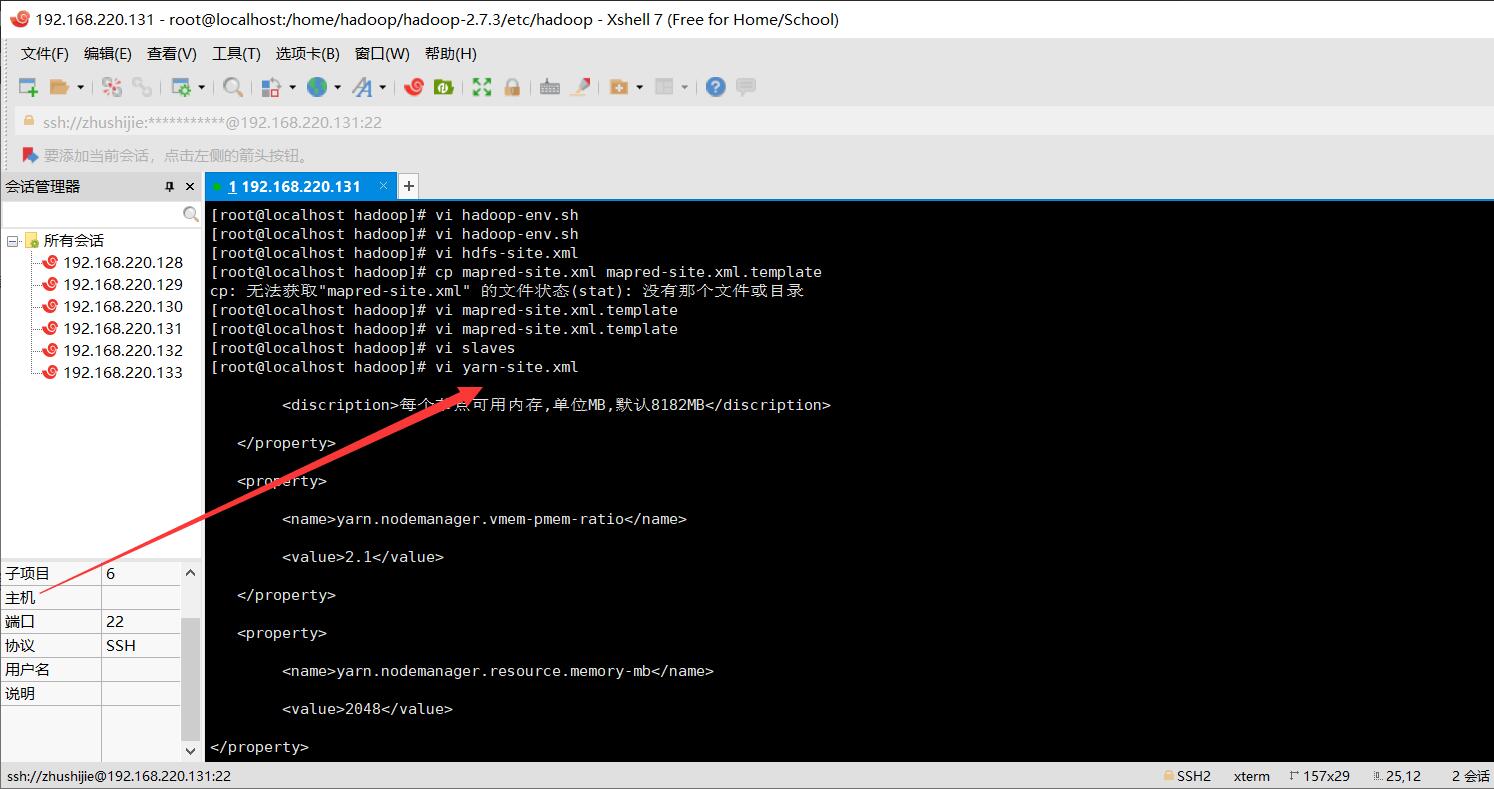 192.168.220.131 - root@localhost:/home/hadoop/hadoop-2.7.3/etc/hadoop - Xshell 7 (Free for Home/School)
文件(F) 编辑(E) 查看(V) 工具(T) 选项卡(B) 窗口(W) 帮助(H)
ssh://zhushijie:***********@192.168.220.131:22
要添加当前会话，点击左侧的箭头按钮。
会话管理器
1 192.168.220.131
所有会话
192.168.220.128
192.168.220.129
192.168.220.130
192.168.220.131
192.168.220.132
192.168.220.133
子项目 6
主机
端口 22
协议 SSH
用户名
说明
[root@localhost hadoop]# vi hadoop-env.sh
[root@localhost hadoop]# vi hadoop-env.sh
[root@localhost hadoop]# vi hdfs-site.xml
[root@localhost hadoop]# cp mapred-site.xml mapred-site.xml.template
cp: 无法获取"mapred-site.xml" 的文件状态(stat): 没有那个文件或目录
[root@localhost hadoop]# vi mapred-site.xml.template
[root@localhost hadoop]# vi mapred-site.xml.template
[root@localhost hadoop]# vi slaves
[root@localhost hadoop]# vi yarn-site.xml
<discription>每个节点可用内存,单位MB,默认8182MB</discription>
</property>
<property>
<name>yarn.nodemanager.vmem-pmem-ratio</name>
<value>2.1</value>
</property>
<property>
<name>yarn.nodemanager.resource.memory-mb</name>
<value>2048</value>
</property>
ssh://zhushijie@192.168.220.131:22
SSH2 xterm 157x29 25,12 2 会话